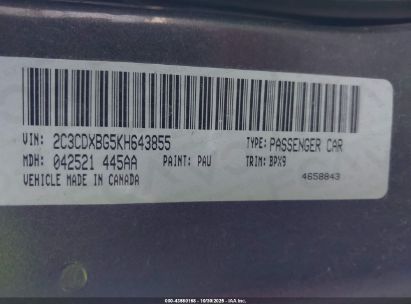 VIN: 2C3CDXBG5KH643855 TYPE: PASSENGER CAR
MDH: 042521 445AA PAINT: PAU TRIM: BPX9
VEHICLE MADE IN CANADA 4658843